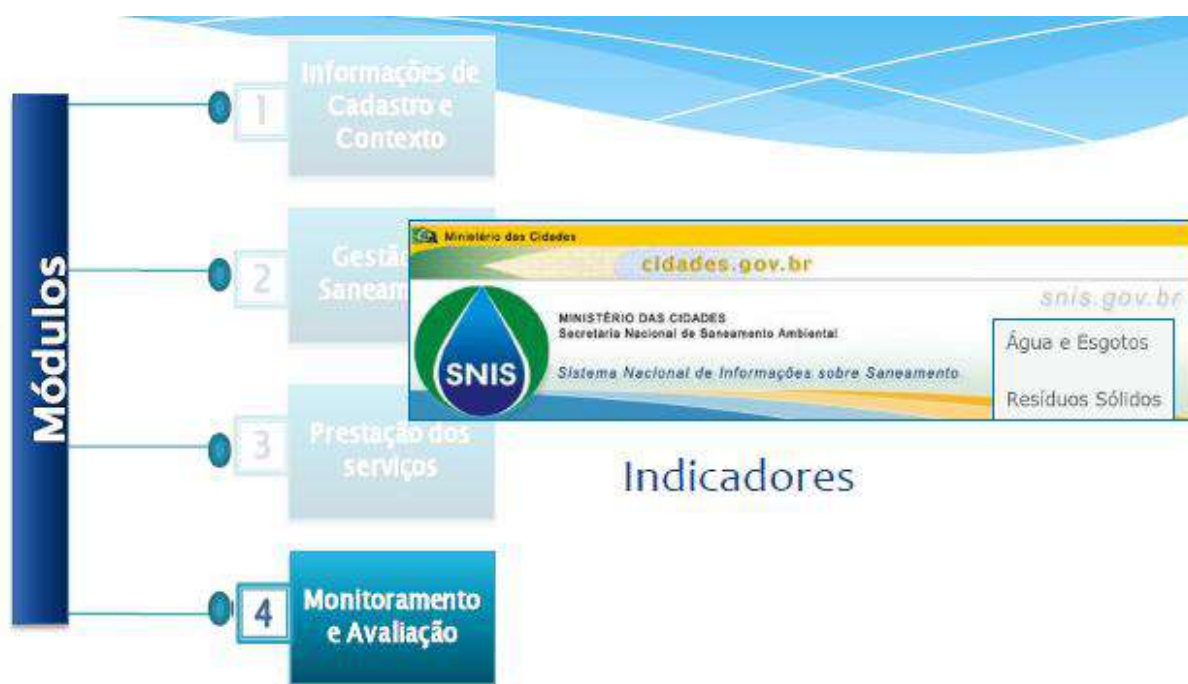 Módulos
1
Informações de
Cadastro e
Contexto
2
Gestã
Saneam
3
Prestação dos
serviços
4
Monitoramento
e Avaliação
Ministério das Cidades
cidades.gov.br
snis.gov.br
SNIS
MINISTÉRIO DAS CIDADES
Secretaria Nacional de Saneamento Ambiental
Sistema Nacional de Informações sobre Saneamento
Água e Esgotos
Resíduos Sólidos
Indicadores